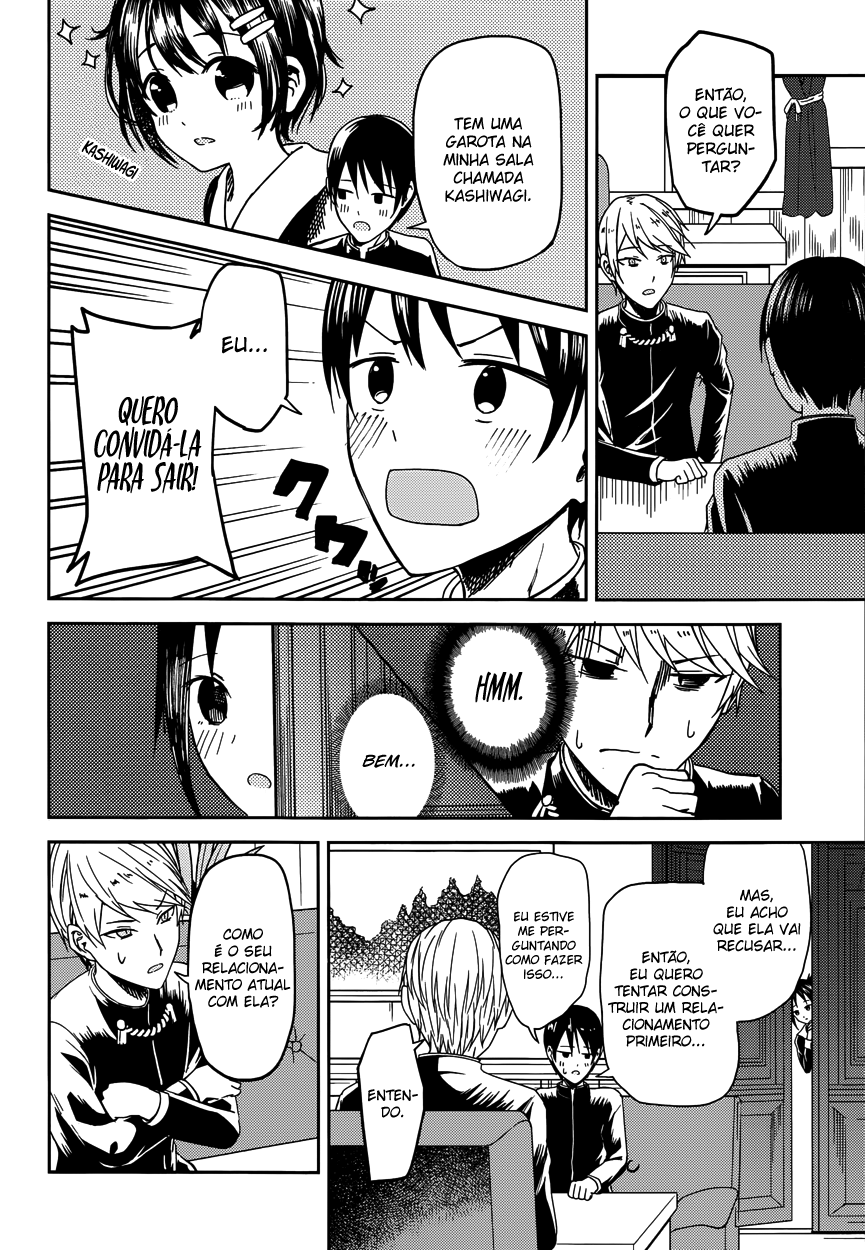 ENTÃO,
O QUE VO-
CÊ QUER
PERGUN-
TAR?
TEM UMA
GAROTA NA
MINHA SALA
CHAMADA
KASHIWAGI.
KASHIWAGI
EU...
QUERO
CONVIDÁ-LA
PARA SAIR!
クワッ
HMM.
BEM...
MAS,
EU ACHO
QUE ELA VAI
RECUSAR...
ENTÃO,
EU QUERO
TENTAR CONS-
TRUIR UM RELA-
CIONAMENTO
PRIMEIRO...
EU ESTIVE
ME PER-
GUNTANDO
COMO FAZER
ISSO...
ENTEN-
DO.
COMO
É O SEU
RELACIONA-
MENTO ATUAL
COM ELA?